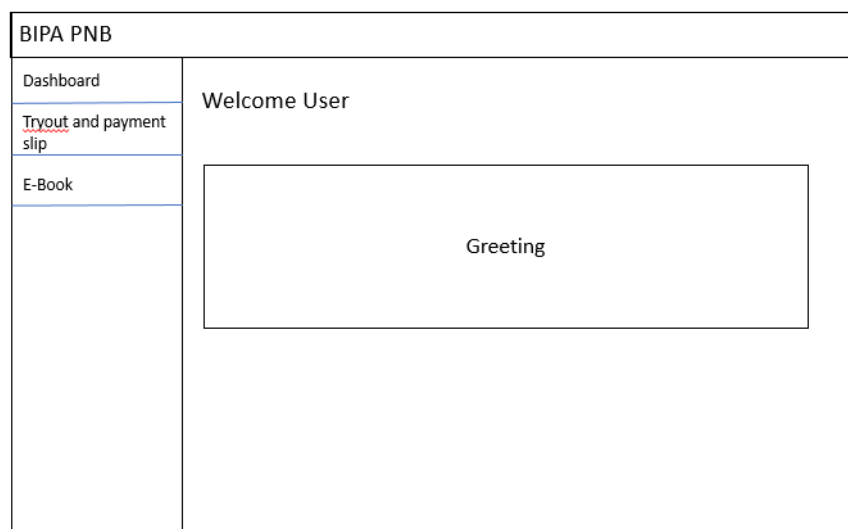 BIPA PNB
Dashboard
Tryout and payment
slip
E-Book
Welcome User
Greeting